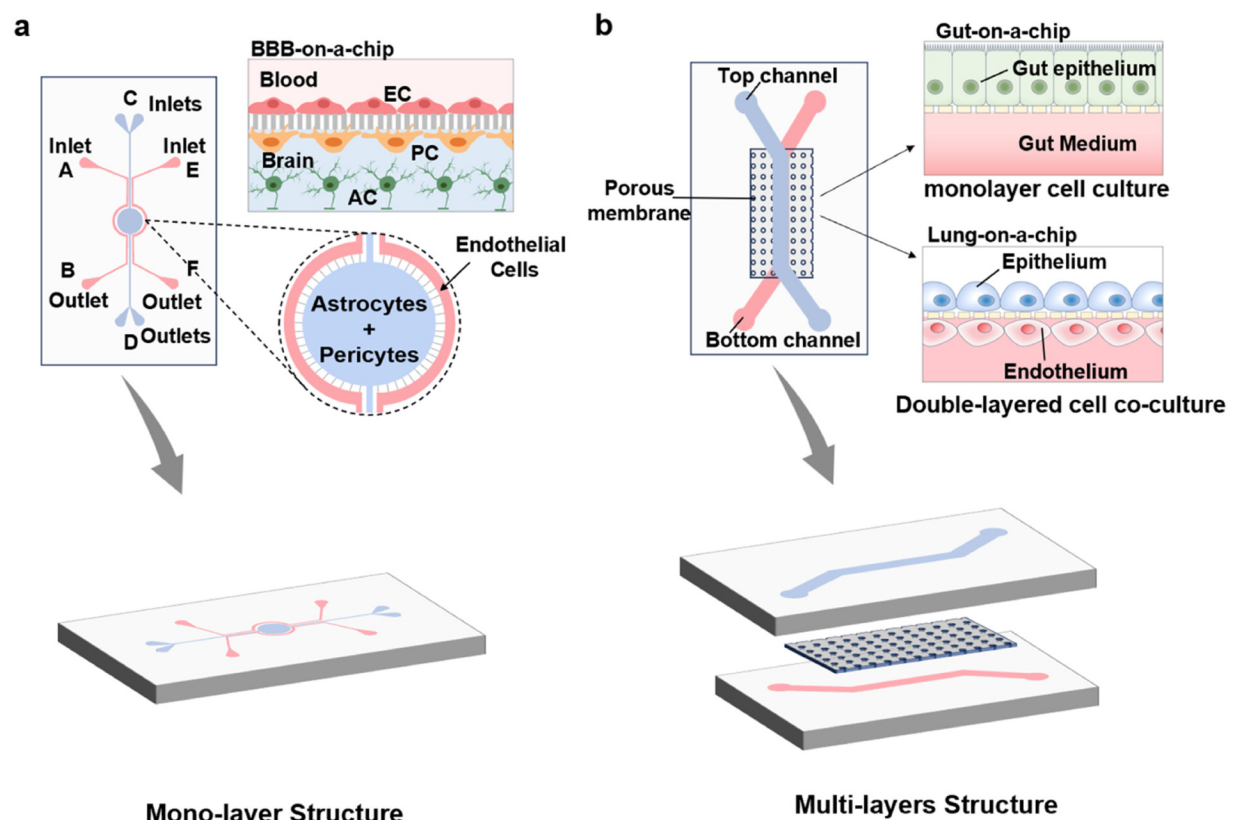 a
BBB-on-a-chip
Blood
EC
Brain
PC
AC
C Inlets
Inlet
A
Inlet
E
B
Outlet
F
Outlet
D Outlets
Endothelial
Cells
Astrocytes
+
Pericytes
Mono-layer Structure
b
Top channel
Porous
membrane
Bottom channel
Gut-on-a-chip
Gut epithelium
Gut Medium
monolayer cell culture
Lung-on-a-chip
Epithelium
Endothelium
Double-layered cell co-culture
Multi-layers Structure